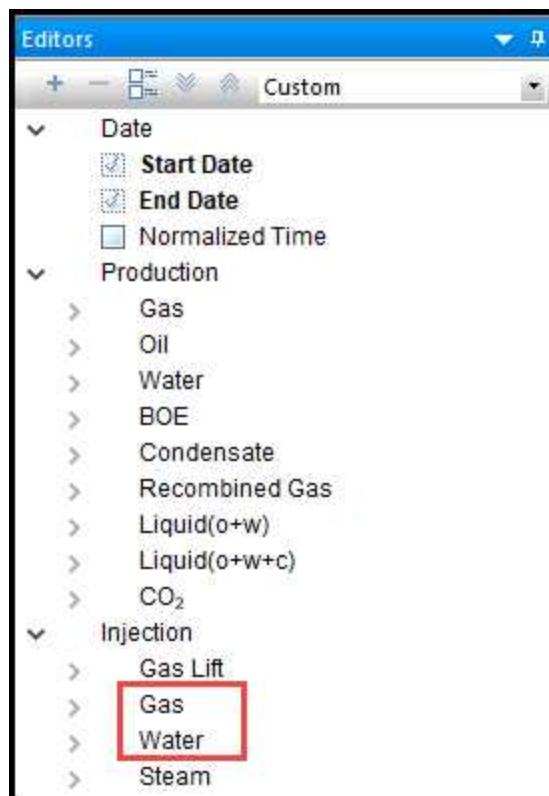 Editors
Custom
Date
Start Date
End Date
Normalized Time
Production
Gas
Oil
Water
BOE
Condensate
Recombined Gas
Liquid(o+w)
Liquid(o+w+c)
CO₂
Injection
Gas Lift
Gas
Water
Steam